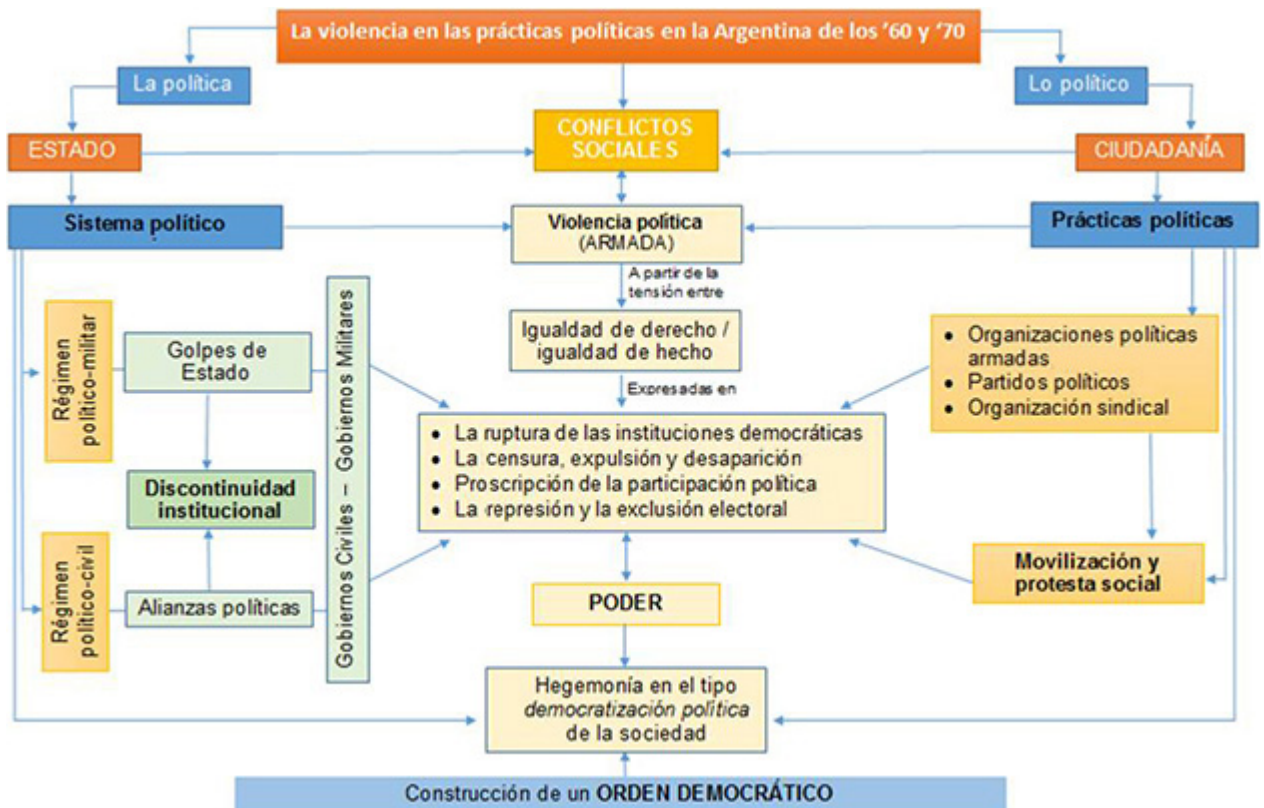 La violencia en las prácticas políticas en la Argentina de los '60 y '70
La política
Lo político
ESTADO
CONFLICTOS
SOCIALES
CIUDADANÍA
Sistema político
Violencia política
(ARMADA)
Prácticas políticas
A partir de la
tensión entre
Igualdad de derecho /
igualdad de hecho
Expresadas en
Régimen
político-militar
Golpes de
Estado
Discontinuidad
institucional
Régimen
político-civil
Alianzas políticas
Gobiernos Civiles – Gobiernos Militares
• La ruptura de las instituciones democráticas
• La censura, expulsión y desaparición
• Proscripción de la participación política
• La represión y la exclusión electoral
• Organizaciones políticas
armadas
• Partidos políticos
• Organización sindical
Movilización y
protesta social
PODER
Hegemonía en el tipo
democratización política
de la sociedad
Construcción de un ORDEN DEMOCRÁTICO